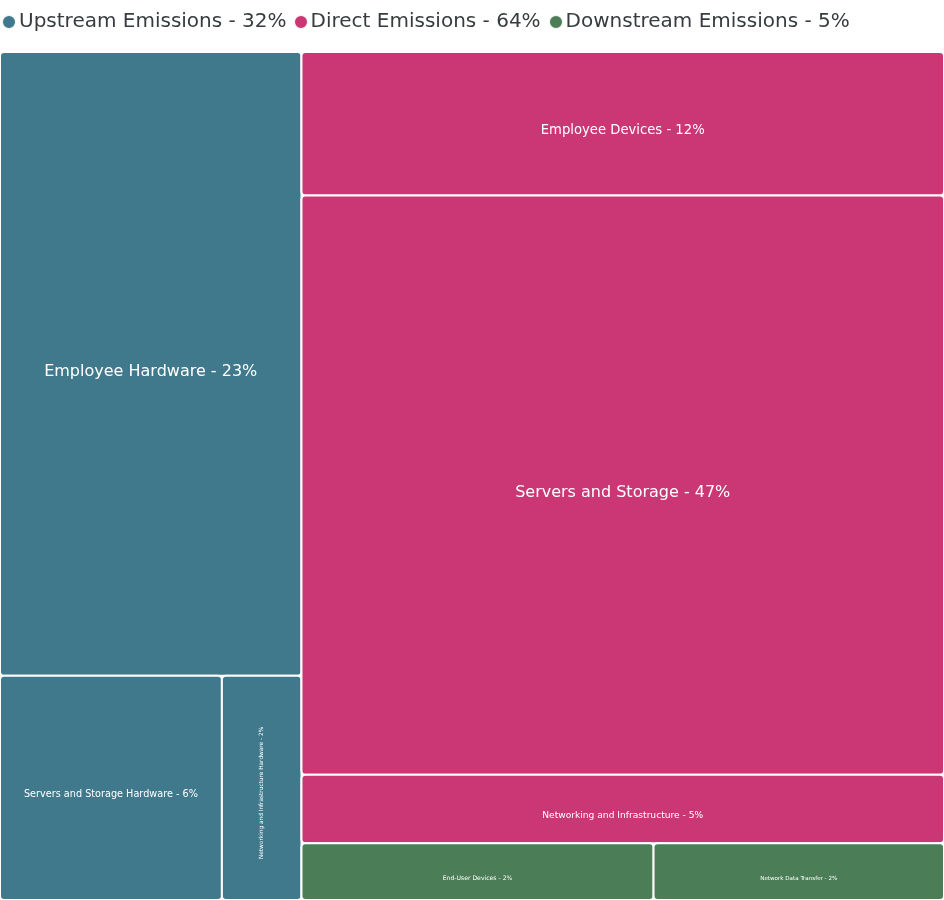 Upstream Emissions - 32% Direct Emissions - 64% Downstream Emissions - 5%
Employee Devices - 12%
Employee Hardware - 23%
Servers and Storage - 47%
Servers and Storage Hardware - 6%
Networking and Infrastructure Hardware - 2%
Networking and Infrastructure - 5%
End-User Devices - 2%
Network Data Transfer - 2%